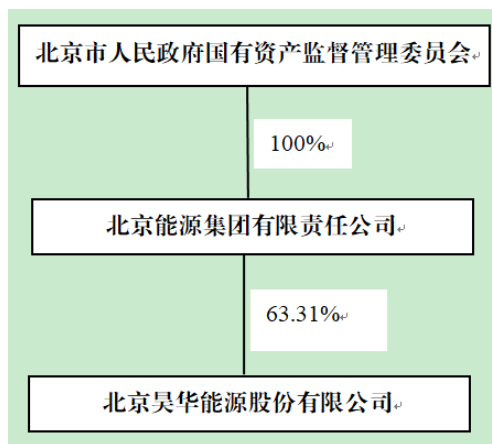 北京市人民政府国有资产监督管理委员会
100%
北京能源集团有限责任公司
63.31%
北京昊华能源股份有限公司